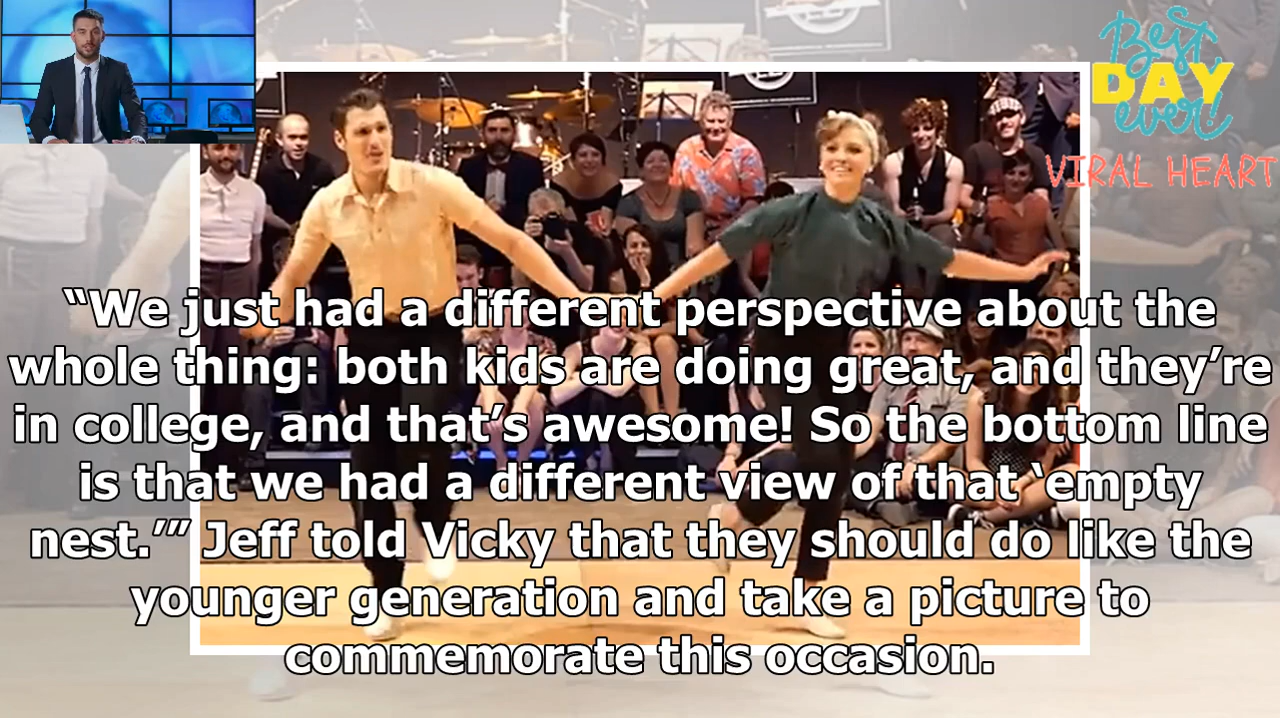 Best
DAY
ever!
VIRAL HEART
“We just had a different perspective about the
whole thing: both kids are doing great, and they’re
in college, and that’s awesome! So the bottom line
is that we had a different view of that ‘empty
nest.’” Jeff told Vicky that they should do like the
younger generation and take a picture to
commemorate this occasion.